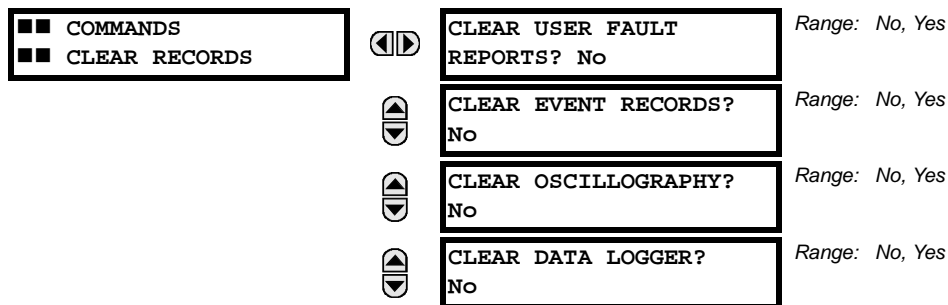 COMMANDS
CLEAR RECORDS
CLEAR USER FAULT
REPORTS? No
Range: No, Yes
CLEAR EVENT RECORDS?
No
Range: No, Yes
CLEAR OSCILLOGRAPHY?
No
Range: No, Yes
CLEAR DATA LOGGER?
No
Range: No, Yes